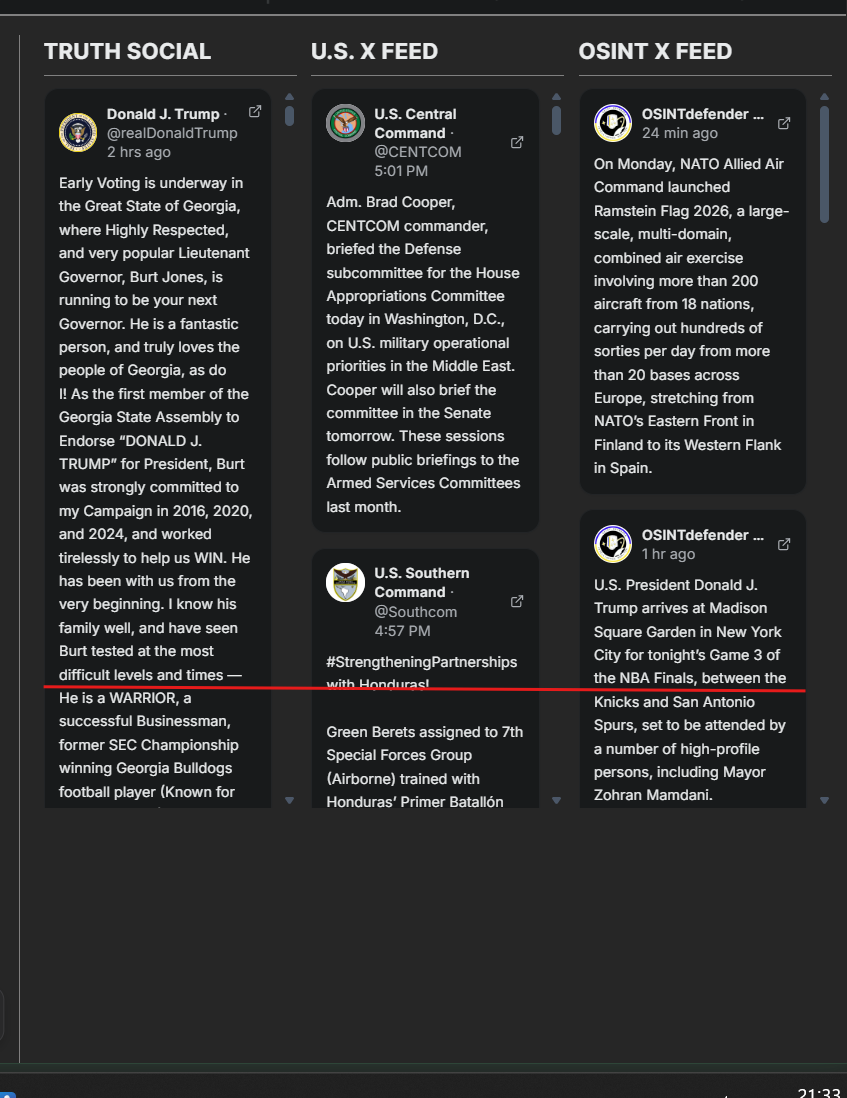 TRUTH SOCIAL
Donald J. Trump ·
@realDonaldTrump
2 hrs ago
Early Voting is underway in
the Great State of Georgia,
where Highly Respected,
and very popular Lieutenant
Governor, Burt Jones, is
running to be your next
Governor. He is a fantastic
person, and truly loves the
people of Georgia, as do
I! As the first member of the
Georgia State Assembly to
Endorse “DONALD J.
TRUMP” for President, Burt
was strongly committed to
my Campaign in 2016, 2020,
and 2024, and worked
tirelessly to help us WIN. He
has been with us from the
very beginning. I know his
family well, and have seen
Burt tested at the most
difficult levels and times —
He is a WARRIOR, a
successful Businessman,
former SEC Championship
winning Georgia Bulldogs
football player (Known for
U.S. X FEED
U.S. Central
Command ·
@CENTCOM
5:01 PM
Adm. Brad Cooper,
CENTCOM commander,
briefed the Defense
subcommittee for the House
Appropriations Committee
today in Washington, D.C.,
on U.S. military operational
priorities in the Middle East.
Cooper will also brief the
committee in the Senate
tomorrow. These sessions
follow public briefings to the
Armed Services Committees
last month.
U.S. Southern
Command ·
@Southcom
4:57 PM
#StrengtheningPartnerships
with Honduras!
Green Berets assigned to 7th
Special Forces Group
(Airborne) trained with
Honduras’ Primer Batallón
OSINT X FEED
OSINTdefender ...
24 min ago
On Monday, NATO Allied Air
Command launched
Ramstein Flag 2026, a large-
scale, multi-domain,
combined air exercise
involving more than 200
aircraft from 18 nations,
carrying out hundreds of
sorties per day from more
than 20 bases across
Europe, stretching from
NATO’s Eastern Front in
Finland to its Western Flank
in Spain.
OSINTdefender ...
1 hr ago
U.S. President Donald J.
Trump arrives at Madison
Square Garden in New York
City for tonight’s Game 3 of
the NBA Finals, between the
Knicks and San Antonio
Spurs, set to be attended by
a number of high-profile
persons, including Mayor
Zohran Mamdani.
21:33